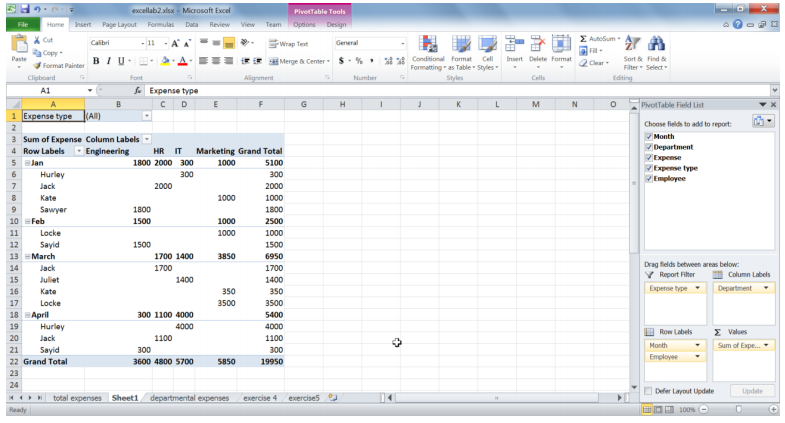 excellab2.xlsx - Microsoft Excel
PivotTable Tools
File Home Insert Page Layout Formulas Data Review View Team Options Design
Cut
Copy
Format Painter
Paste
Clipboard
Calibri 11 A A
B I U A
Font
Wrap Text
Merge & Center
Alignment
General
$ % , .00 .00
Number
Conditional Formatting
Format as Table
Cell Styles
Styles
Insert Delete Format
Cells
Σ AutoSum
Fill
Clear
Sort & Filter
Find & Select
Editing
A1 fx Expense type
A B C D E F G H I J K L M N O
1 Expense type (All)
2
3 Sum of Expense Column Labels
4 Row Labels Engineering HR IT Marketing Grand Total
5 Jan 1800 2000 300 1000 5100
6 Hurley 300 300
7 Jack 2000 2000
8 Kate 1000 1000
9 Sawyer 1800 1800
10 Feb 1500 1000 2500
11 Locke 1000 1000
12 Sayid 1500 1500
13 March 1700 1400 3850 6950
14 Jack 1700 1700
15 Juliet 1400 1400
16 Kate 350 350
17 Locke 3500 3500
18 April 300 1100 4000 5400
19 Hurley 4000 4000
20 Jack 1100 1100
21 Sayid 300 300
22 Grand Total 3600 4800 5700 5850 19950
23
24
PivotTable Field List
Choose fields to add to report:
Month
Department
Expense
Expense type
Employee
Drag fields between areas below:
Report Filter Column Labels
Expense type Department
Row Labels Σ Values
Month Sum of Expe...
Employee
Defer Layout Update Update
total expenses Sheet1 departmental expenses exercise 4 exercise5
Ready 100%